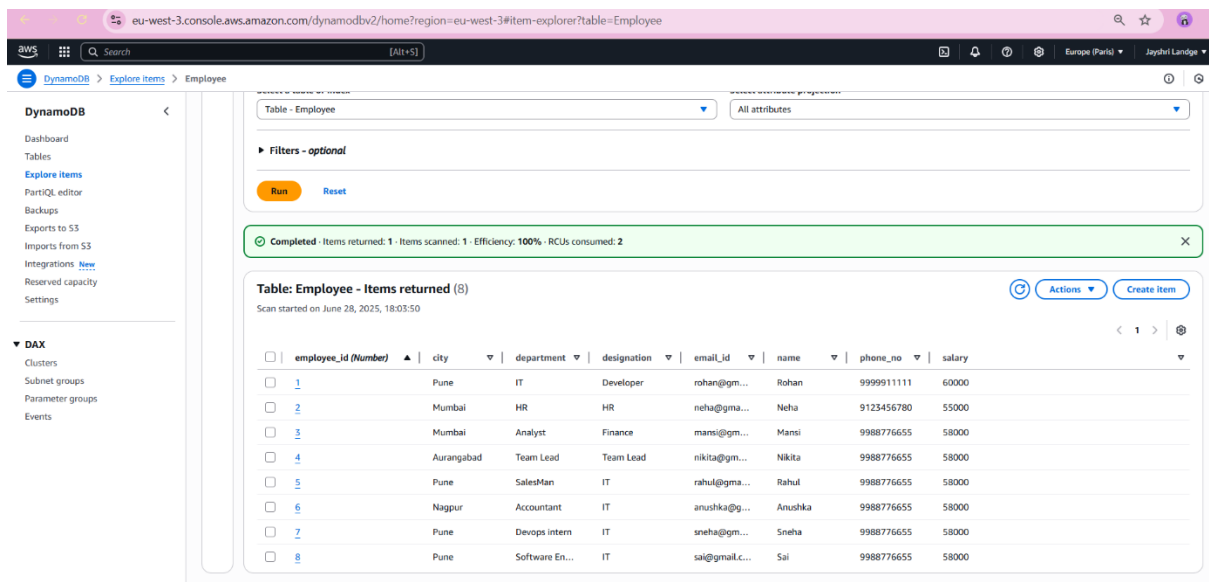 eu-west-3.console.aws.amazon.com/dynamodbv2/home?region=eu-west-3#item-explorer?table=Employee
aws Search [Alt+S] Europe (Paris) Jayshri Landge
DynamoDB > Explore items > Employee
DynamoDB
Dashboard
Tables
Explore items
PartiQL editor
Backups
Exports to S3
Imports from S3
Integrations New
Reserved capacity
Settings
DAX
Clusters
Subnet groups
Parameter groups
Events
Select a table or index Select attribute projection
Table - Employee All attributes
Filters - optional
Run Reset
Completed · Items returned: 1 · Items scanned: 1 · Efficiency: 100% · RCUs consumed: 2
Table: Employee - Items returned (8) Actions Create item
Scan started on June 28, 2025, 18:03:50
< 1 >
employee_id (Number) city department designation email_id name phone_no salary
1 Pune IT Developer rohan@gm... Rohan 9999911111 60000
2 Mumbai HR HR neha@gma... Neha 9123456780 55000
3 Mumbai Analyst Finance mansi@gm... Mansi 9988776655 58000
4 Aurangabad Team Lead Team Lead nikita@gm... Nikita 9988776655 58000
5 Pune SalesMan IT rahul@gma... Rahul 9988776655 58000
6 Nagpur Accountant IT anushka@g... Anushka 9988776655 58000
7 Pune Devops intern IT sneha@gm... Sneha 9988776655 58000
8 Pune Software En... IT sai@gmail.c... Sai 9988776655 58000